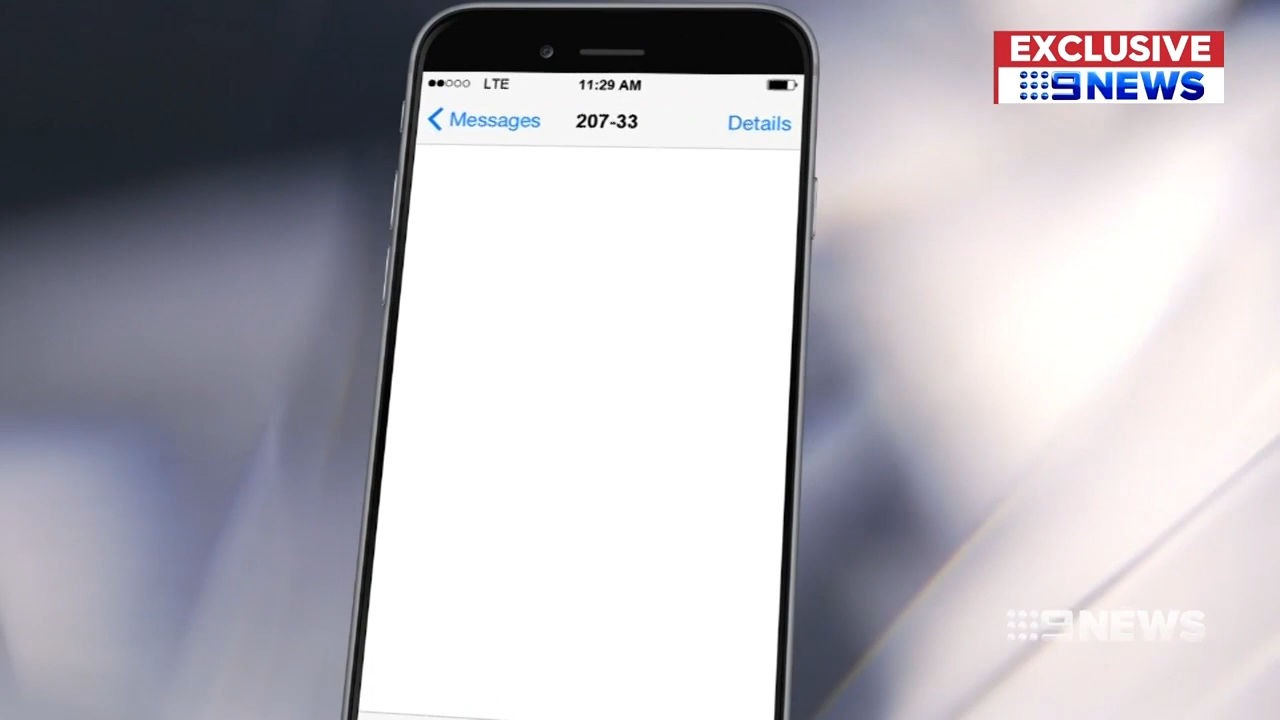 EXCLUSIVE
9NEWS
LTE 11:29 AM
Messages 207-33 Details
9NEWS